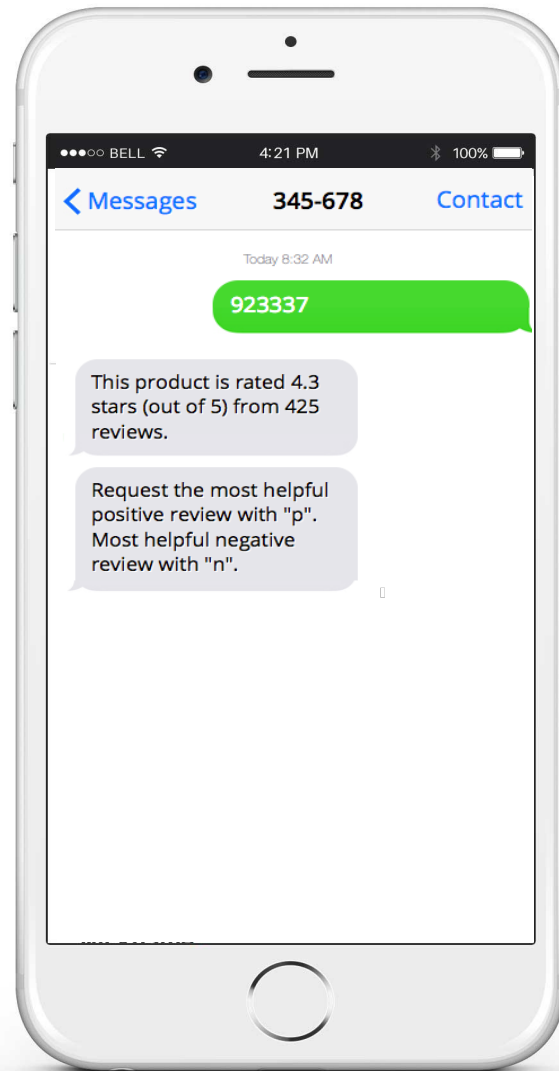 BELL 4:21 PM 100%
Messages 345-678 Contact
Today 8:32 AM
923337
This product is rated 4.3
stars (out of 5) from 425
reviews.
Request the most helpful
positive review with "p".
Most helpful negative
review with "n".